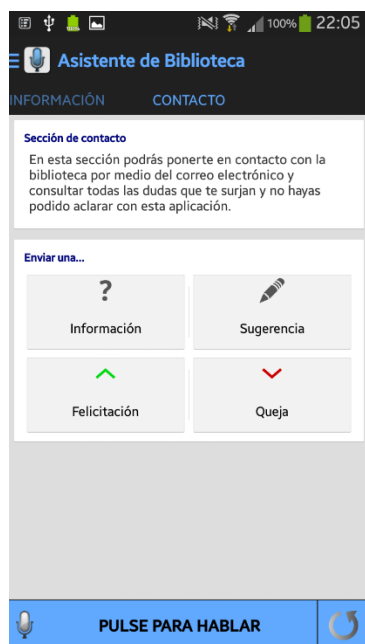 100% 22:05
Asistente de Biblioteca
INFORMACIÓN CONTACTO
Sección de contacto
En esta sección podrás ponerte en contacto con la
biblioteca por medio del correo electrónico y
consultar todas las dudas que te surjan y no hayas
podido aclarar con esta aplicación.
Enviar una...
?
Información Sugerencia
Felicitación Queja
PULSE PARA HABLAR